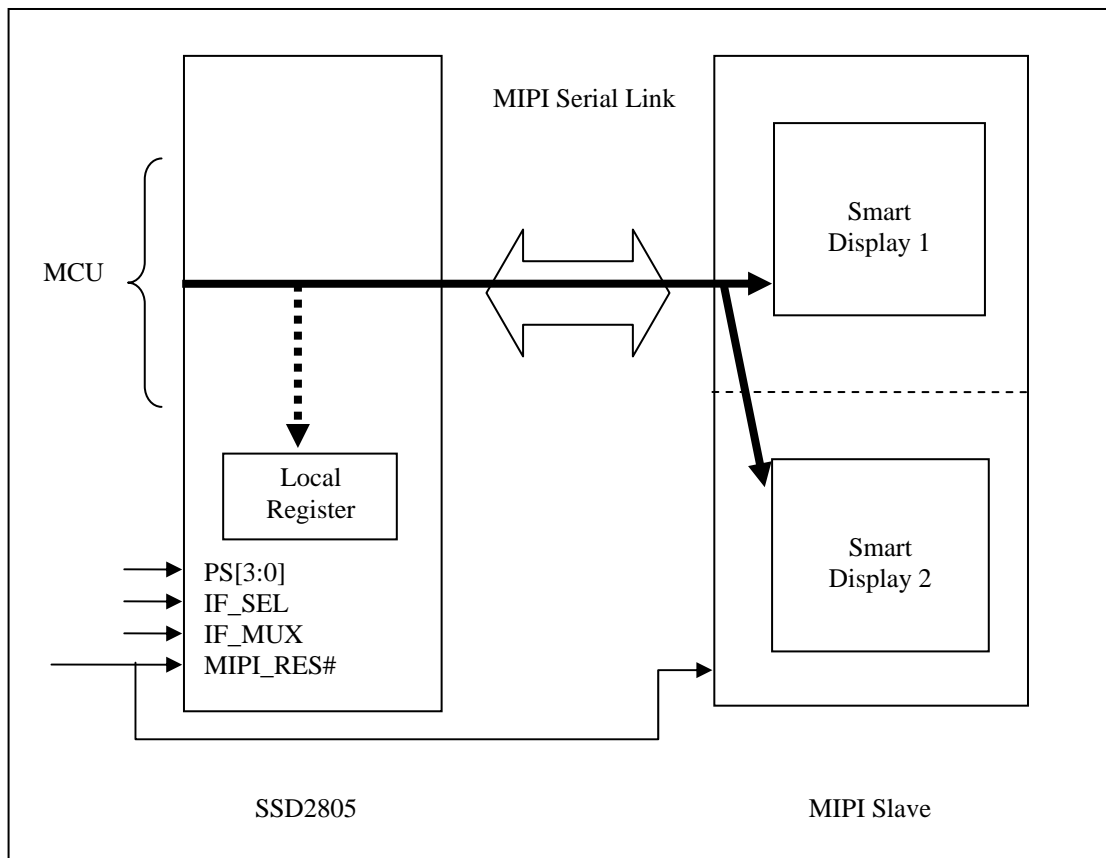 MIPI Serial Link
Smart
Display 1
MCU
Local
Register
Smart
Display 2
PS[3:0]
IF_SEL
IF_MUX
MIPI_RES#
SSD2805
MIPI Slave